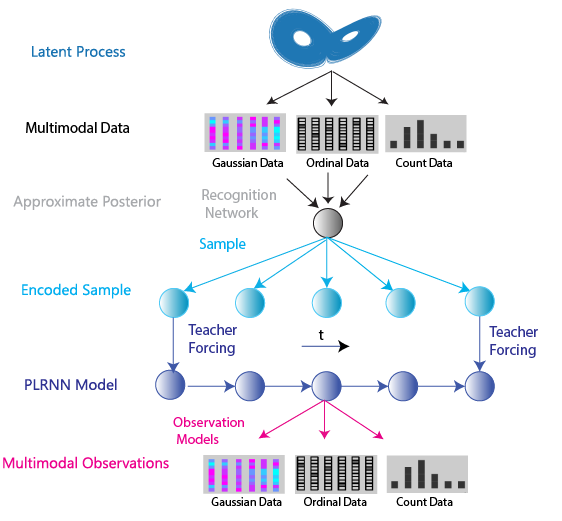 Latent Process
Multimodal Data
Gaussian Data Ordinal Data Count Data
Approximate Posterior
Recognition
Network
Sample
Encoded Sample
Teacher
Forcing
t
Teacher
Forcing
PLRNN Model
Observation
Models
Multimodal Observations
Gaussian Data Ordinal Data Count Data